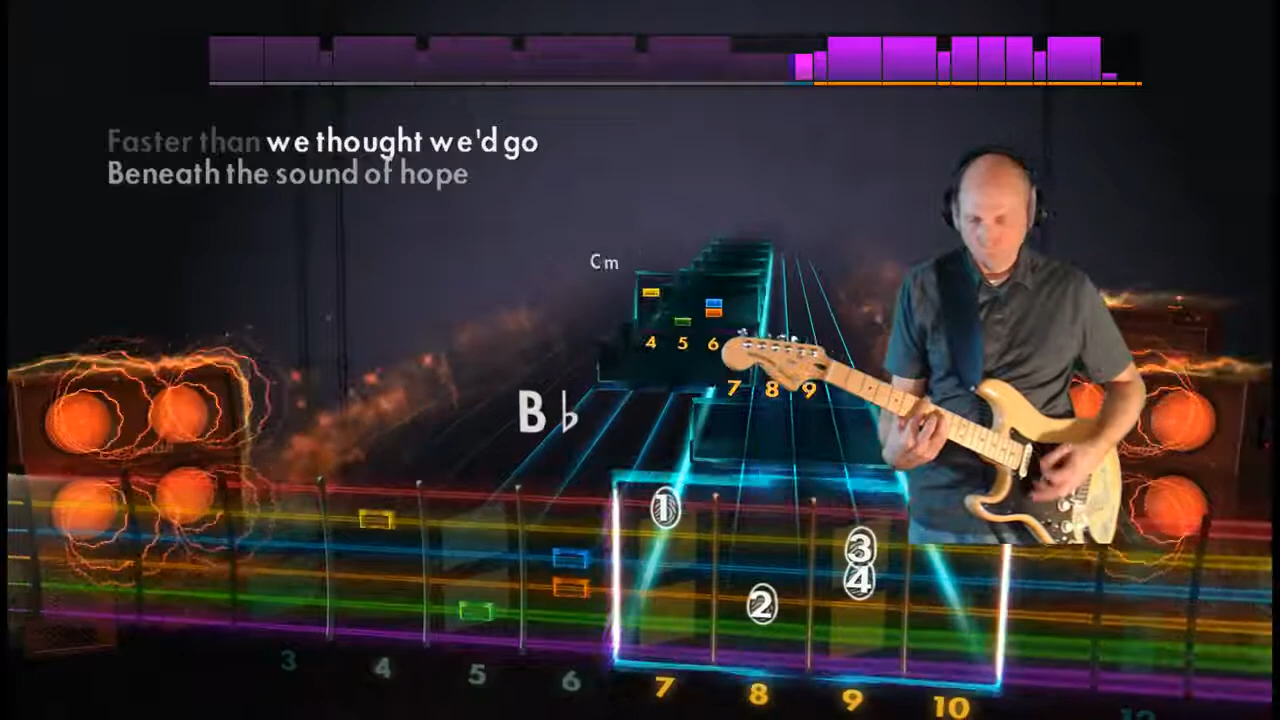 Faster than we thought we'd go
Beneath the sound of hope
Cm
4 5 6
7 8 9
B♭
1
3
4
2
3 4 5 6 7 8 9 10 12